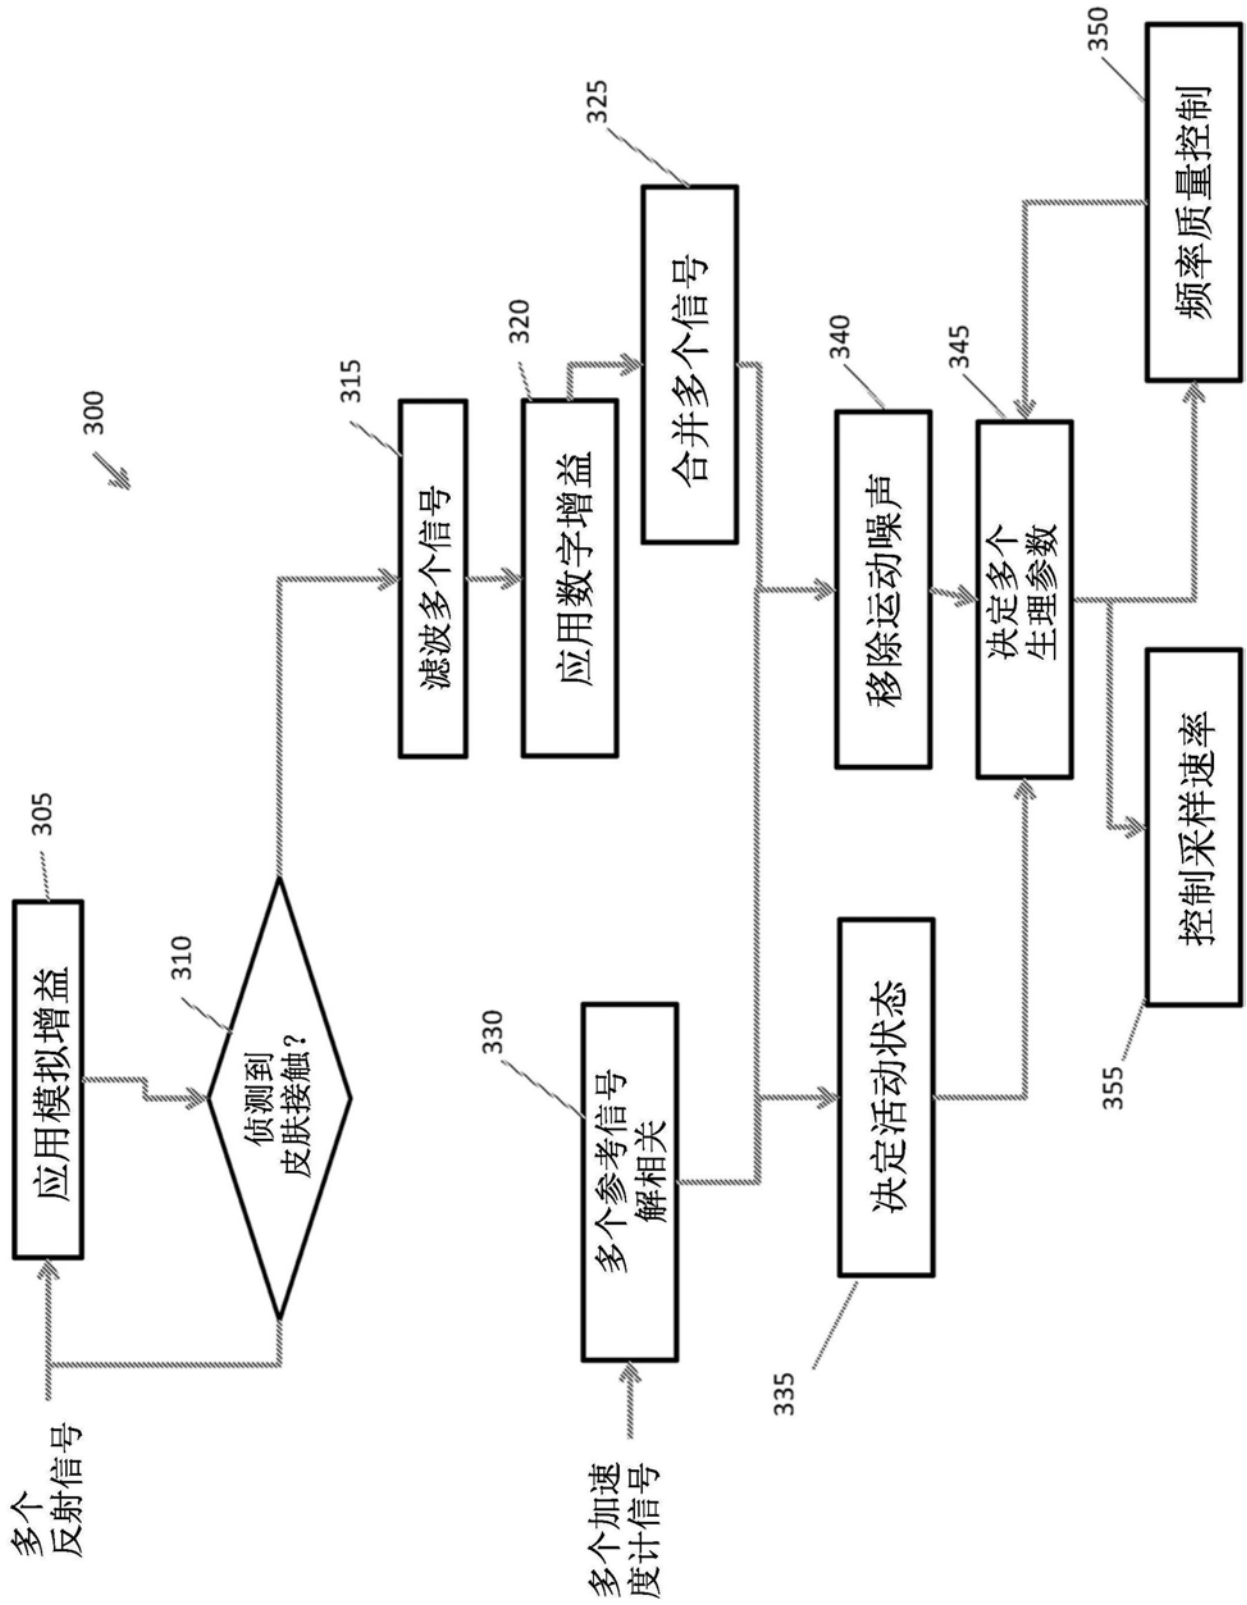 300
多个
反射信号
应用模拟增益
305
侦测到
皮肤接触?
310
滤波多个信号
315
应用数字增益
320
合并多个信号
325
多个加速
度计信号
多个参考信号
解相关
330
决定活动状态
335
移除运动噪声
340
决定多个
生理参数
345
频率质量控制
350
控制采样速率
355